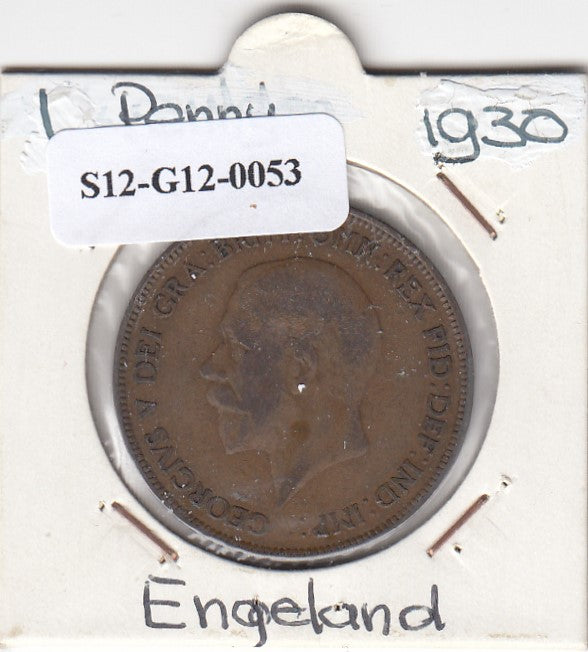 1 Penny
1930
S12-G12-0053
GEORGIVS V DEI GRA: BRITT: OMN: REX FID: DEF: IND: IMP:
Engeland